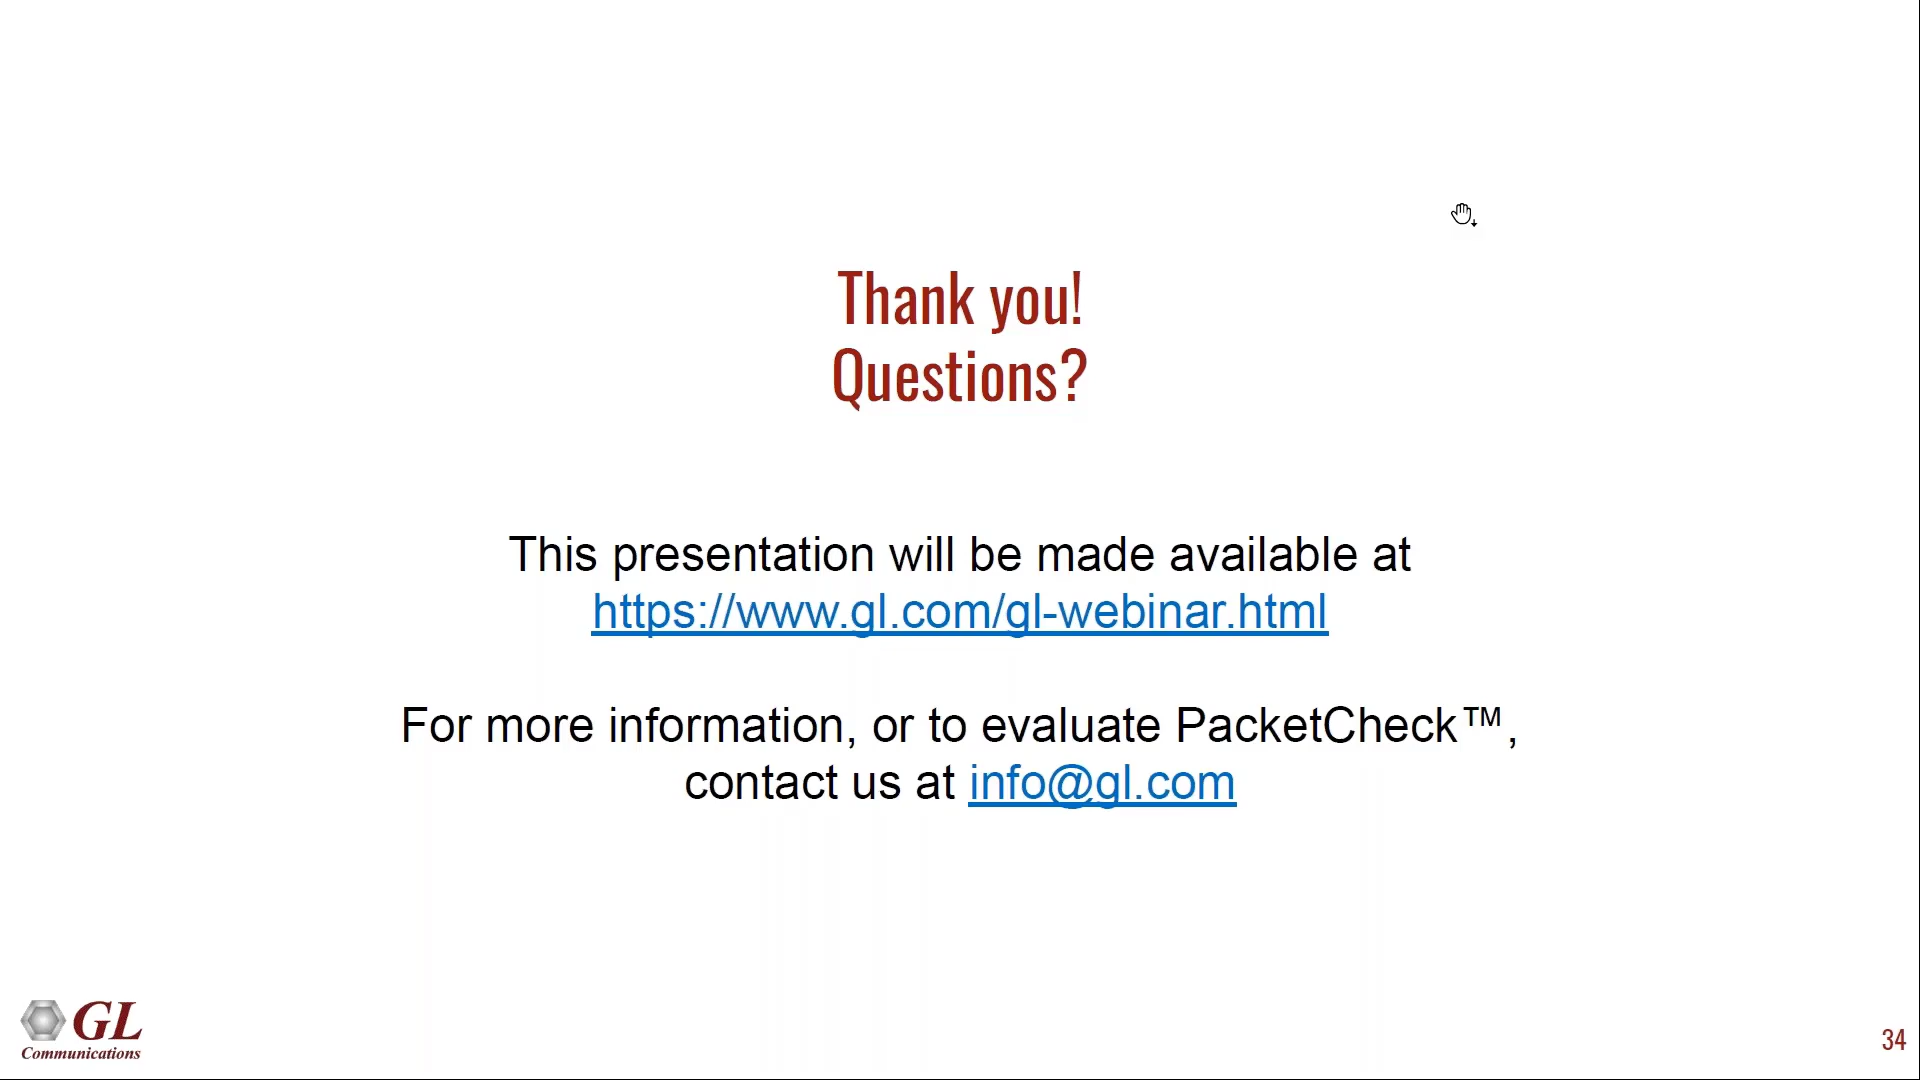 Thank you!
Questions?
This presentation will be made available at
https://www.gl.com/gl-webinar.html
For more information, or to evaluate PacketCheck™,
contact us at info@gl.com
GL
Communications
34